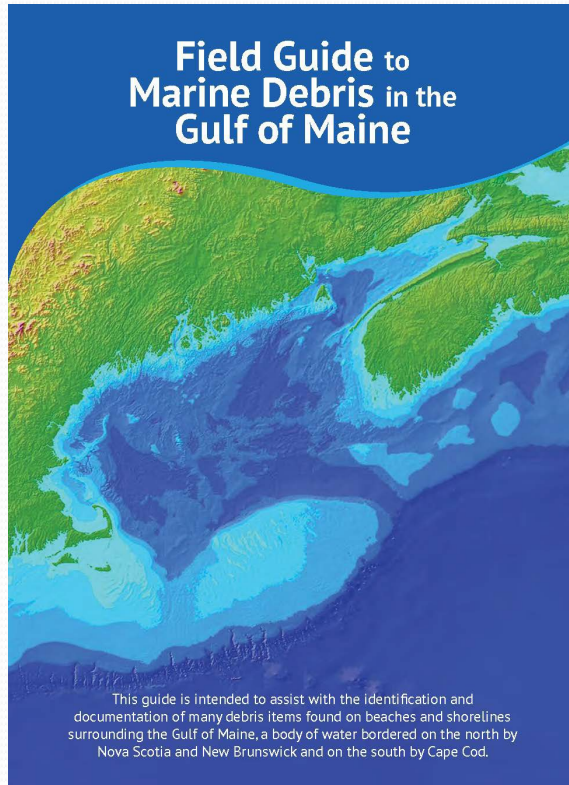 Field Guide to
Marine Debris in the
Gulf of Maine
This guide is intended to assist with the identification and
documentation of many debris items found on beaches and shorelines
surrounding the Gulf of Maine, a body of water bordered on the north by
Nova Scotia and New Brunswick and on the south by Cape Cod.